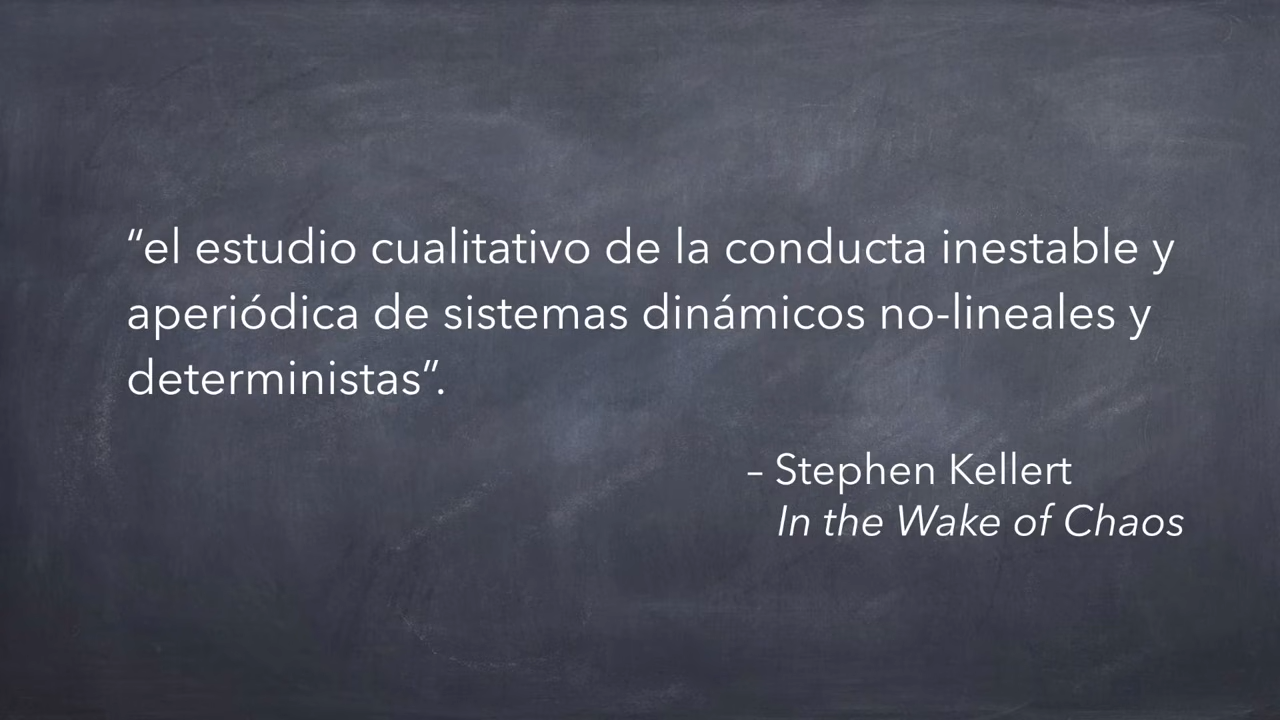 “el estudio cualitativo de la conducta inestable y
aperiódica de sistemas dinámicos no-lineales y
deterministas”.
– Stephen Kellert
In the Wake of Chaos